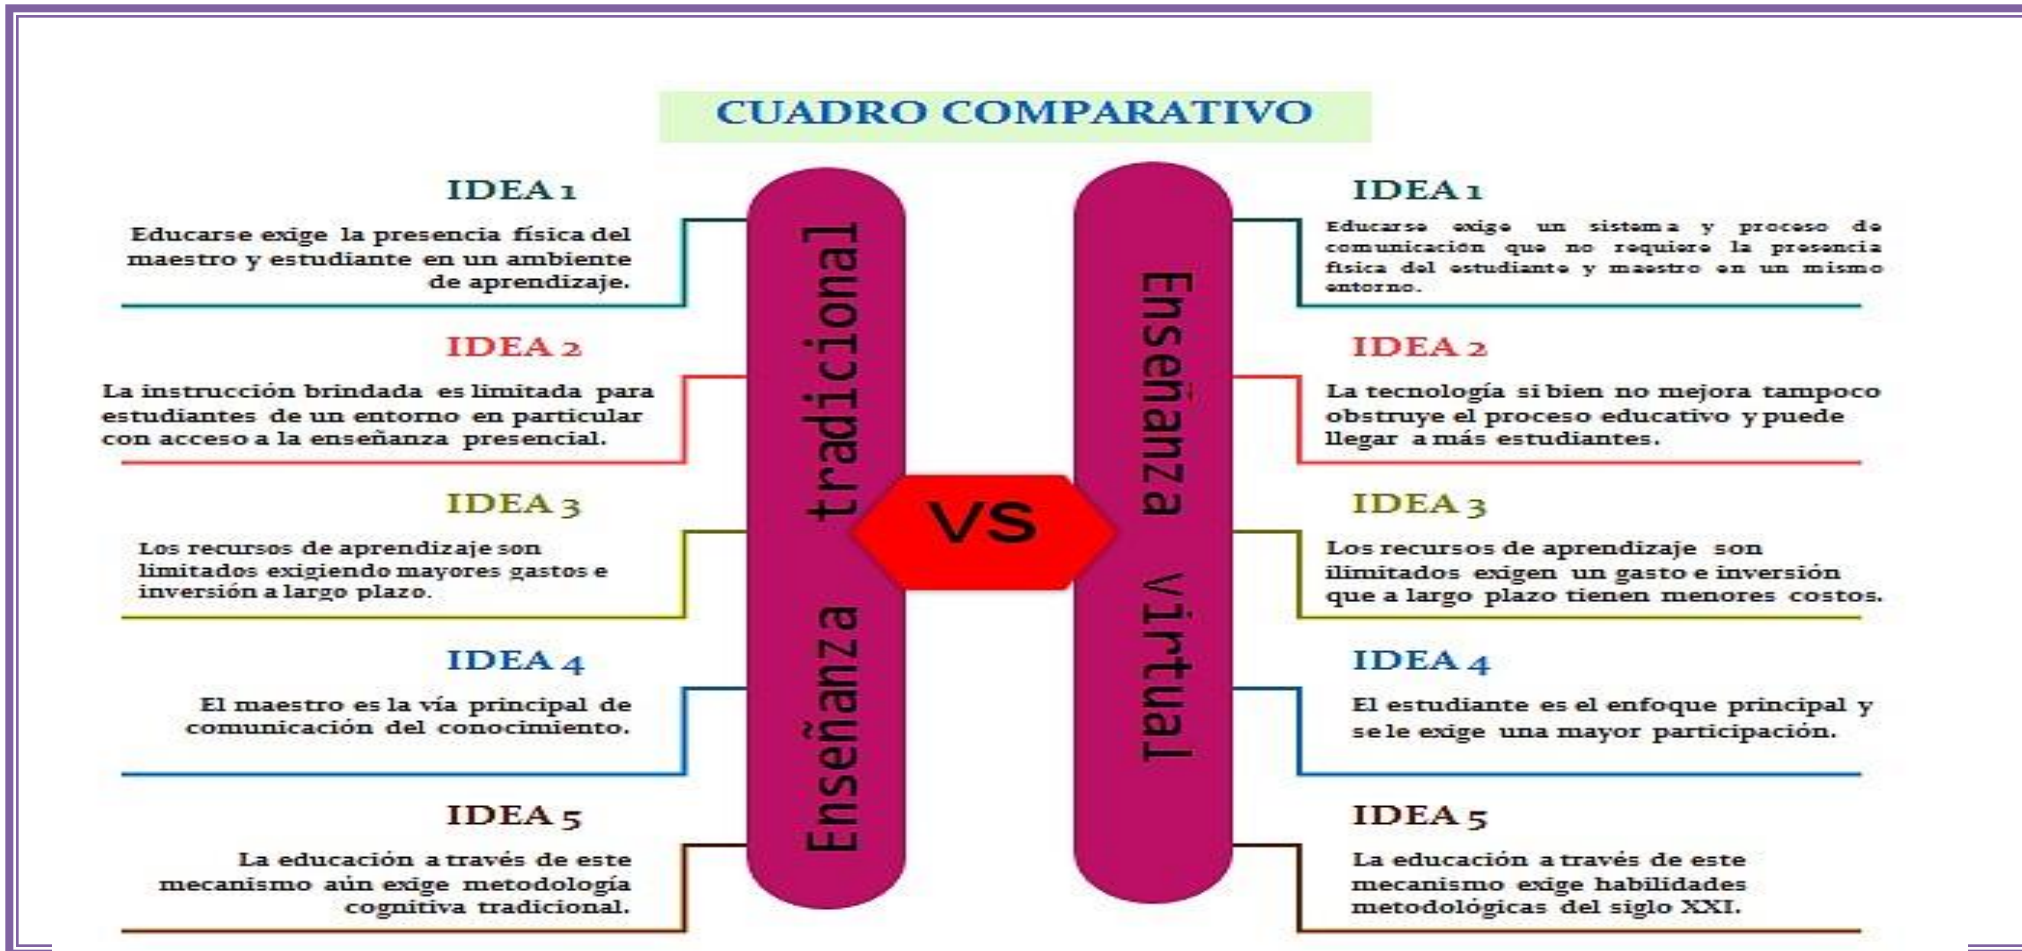 CUADRO COMPARATIVO
IDEA 1
Educarse exige la presencia física del
maestro y estudiante en un ambiente
de aprendizaje.
IDEA 2
La instrucción brindada es limitada para
estudiantes de un entorno en particular
con acceso a la enseñanza presencial.
IDEA 3
Los recursos de aprendizaje son
limitados exigiendo mayores gastos e
inversión a largo plazo.
IDEA 4
El maestro es la vía principal de
comunicación del conocimiento.
IDEA 5
La educación a través de este
mecanismo aún exige metodología
cognitiva tradicional.
Enseñanza tradicional
VS
Enseñanza virtual
IDEA 1
Educarse exige un sistema y proceso de
comunicación que no requiere la presencia
física del estudiante y maestro en un mismo
entorno.
IDEA 2
La tecnología si bien no mejora tampoco
obstruye el proceso educativo y puede
llegar a más estudiantes.
IDEA 3
Los recursos de aprendizaje son
ilimitados exigen un gasto e inversión
que a largo plazo tienen menores costos.
IDEA 4
El estudiante es el enfoque principal y
se le exige una mayor participación.
IDEA 5
La educación a través de este
mecanismo exige habilidades
metodológicas del siglo XXI.